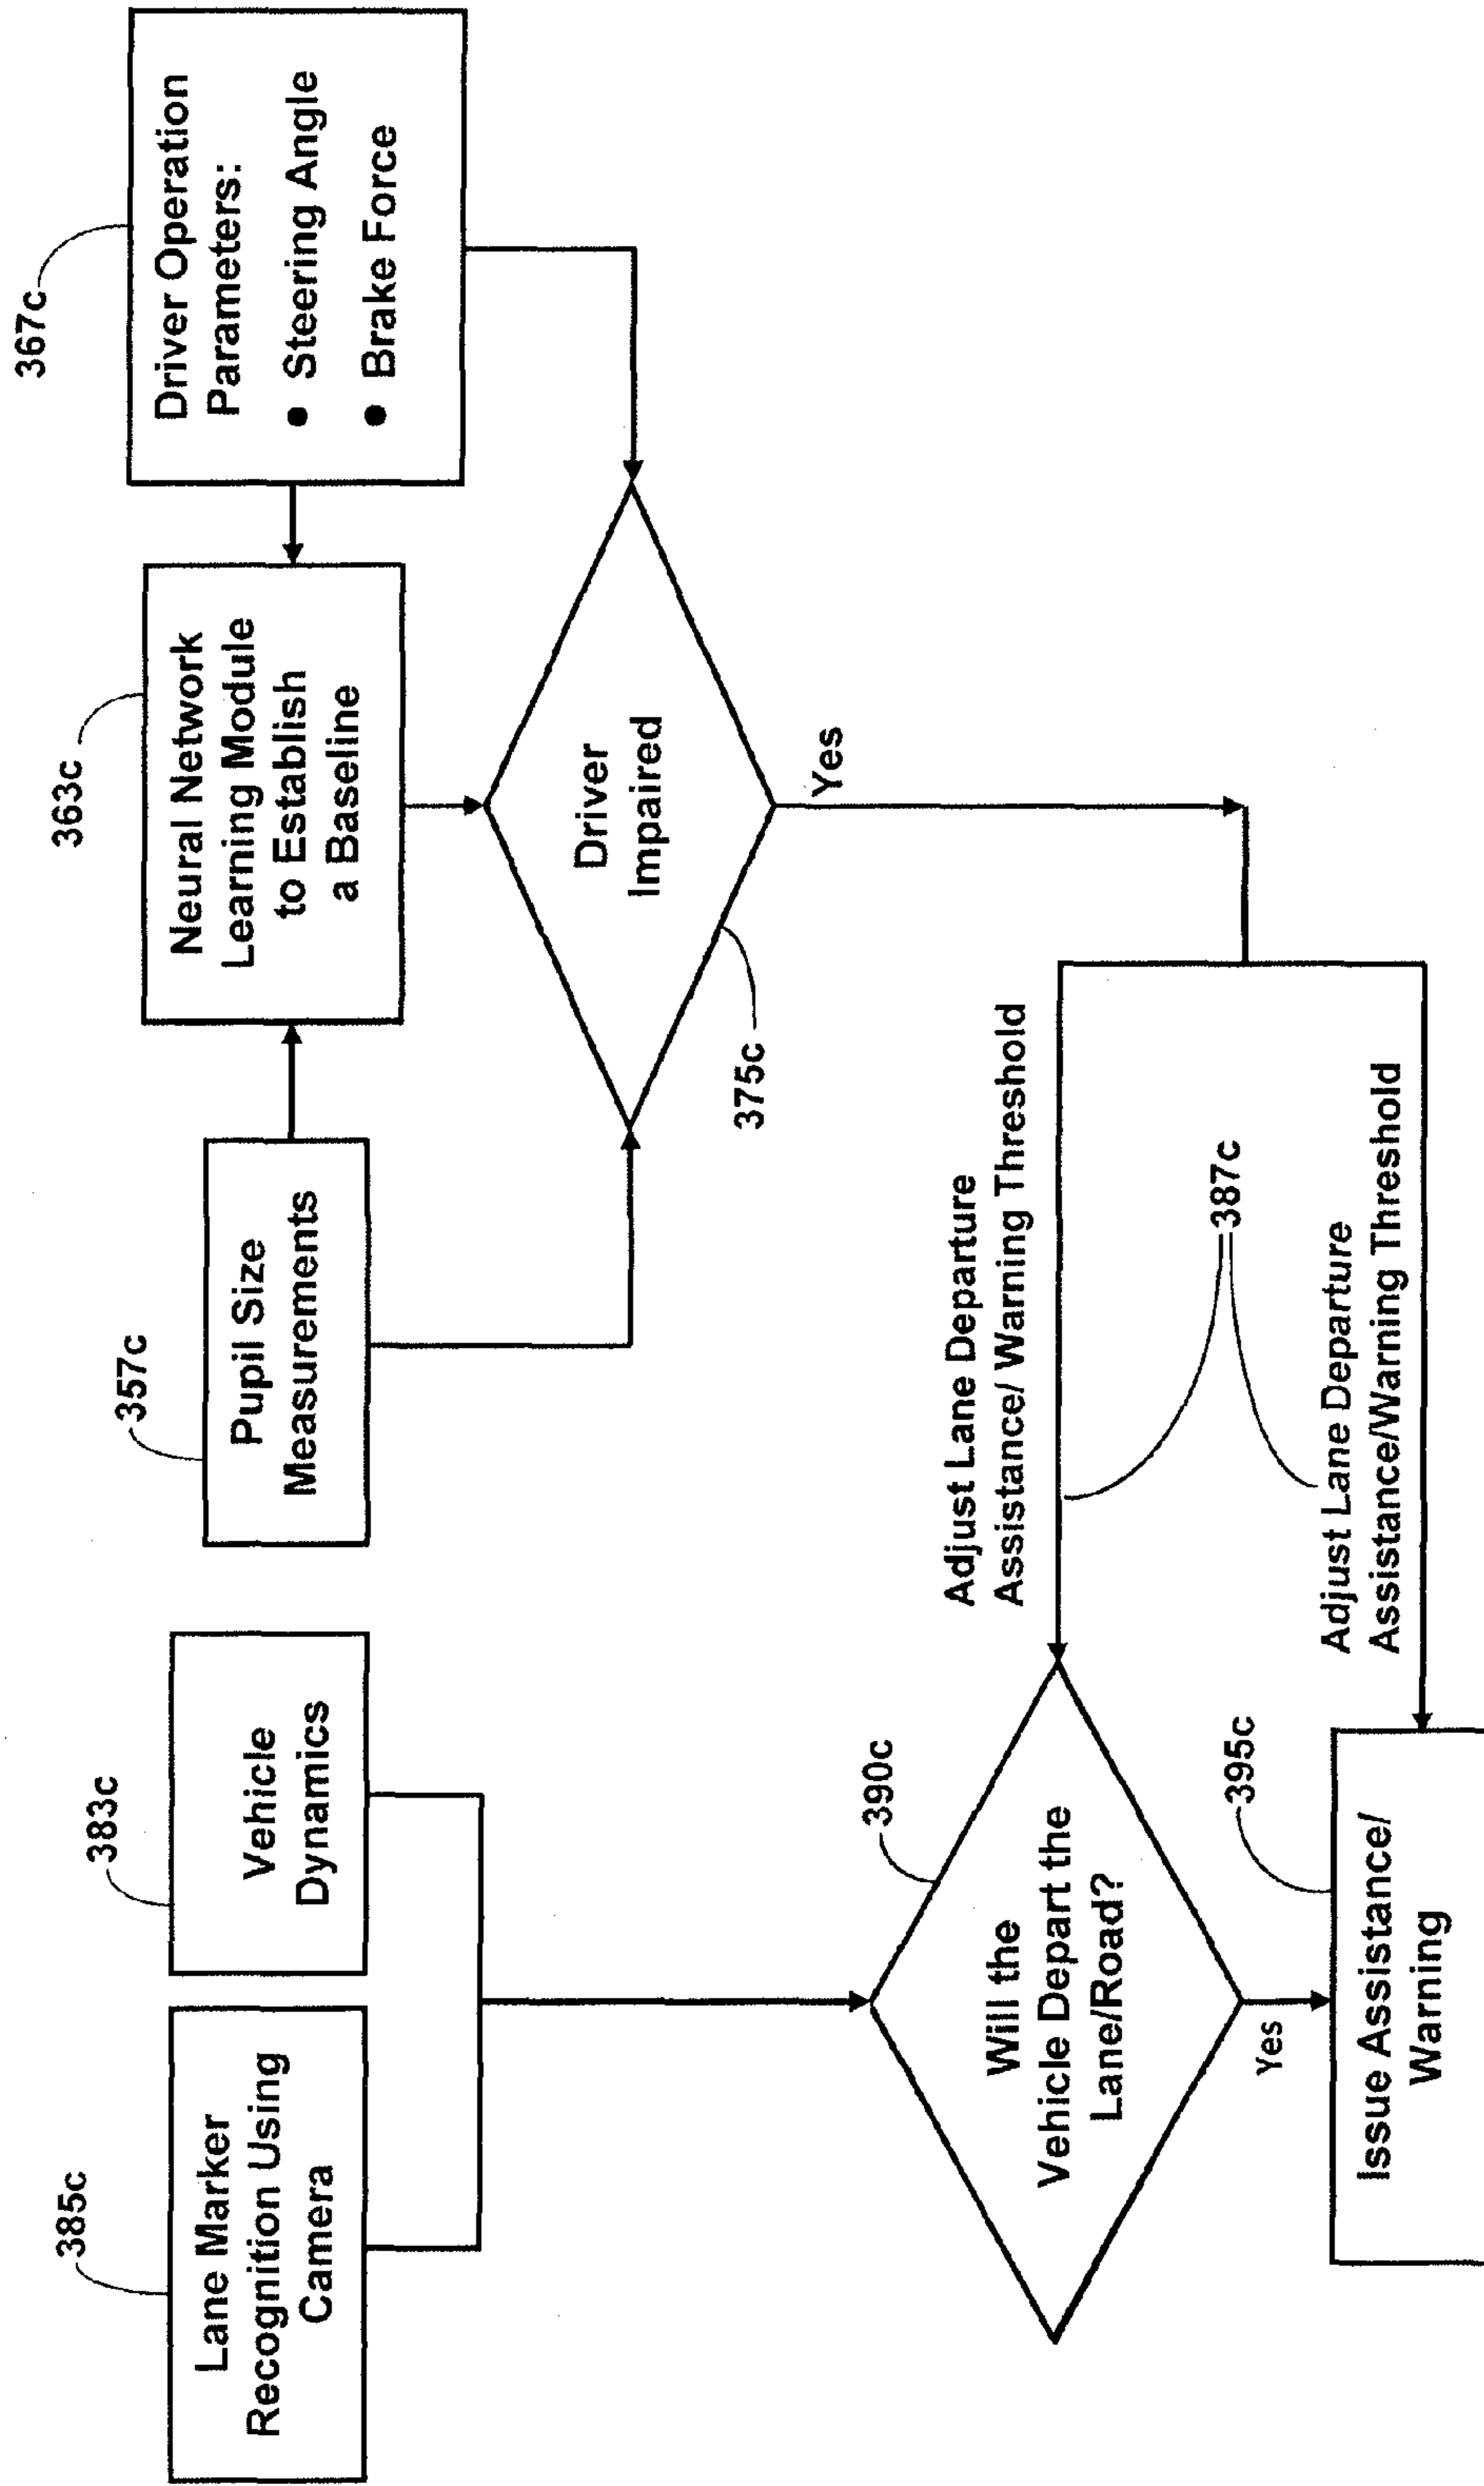 385c
Lane Marker
Recognition Using
Camera
383c
Vehicle
Dynamics
357c
Pupil Size
Measurements
363c
Neural Network
Learning Module
to Establish
a Baseline
367c
Driver Operation
Parameters:
● Steering Angle
● Brake Force
Driver
Impaired
375c
Yes
Adjust Lane Departure
Assistance/ Warning Threshold
387c
Adjust Lane Departure
Assistance/Warning Threshold
390c
Will the
Vehicle Depart the
Lane/Road?
Yes
395c
Issue Assistance/
Warning